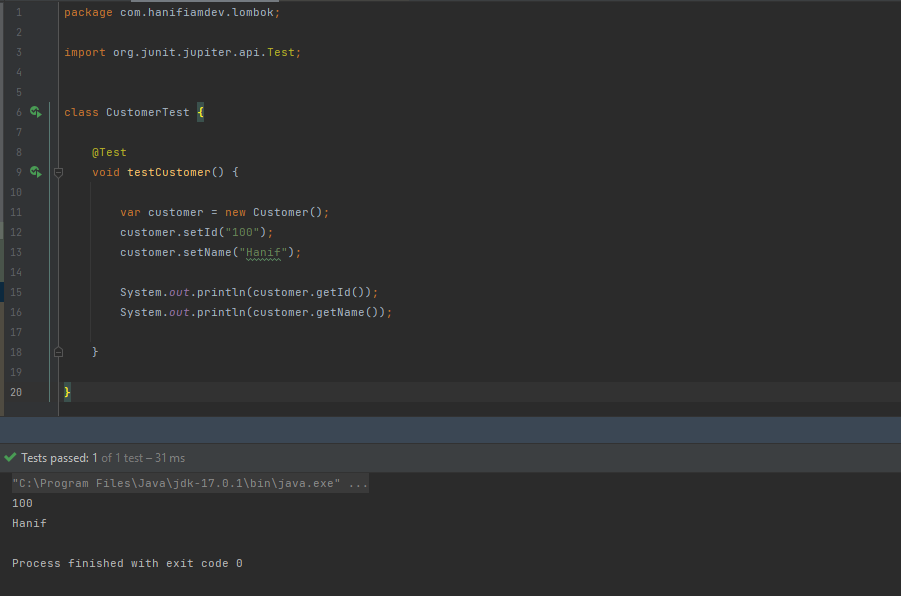 1 package com.hanifiamdev.lombok;
2
3 import org.junit.jupiter.api.Test;
4
5
6 class CustomerTest {
7
8 @Test
9 void testCustomer() {
10
11 var customer = new Customer();
12 customer.setId("100");
13 customer.setName("Hanif");
14
15 System.out.println(customer.getId());
16 System.out.println(customer.getName());
17
18 }
19
20 }
Tests passed: 1 of 1 test – 31 ms
"C:\Program Files\Java\jdk-17.0.1\bin\java.exe" ...
100
Hanif
Process finished with exit code 0